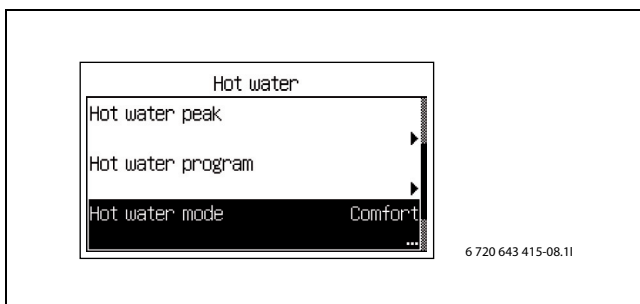 Hot water
Hot water peak
Hot water program
Hot water mode Comfort
...
6 720 643 415-08.1I